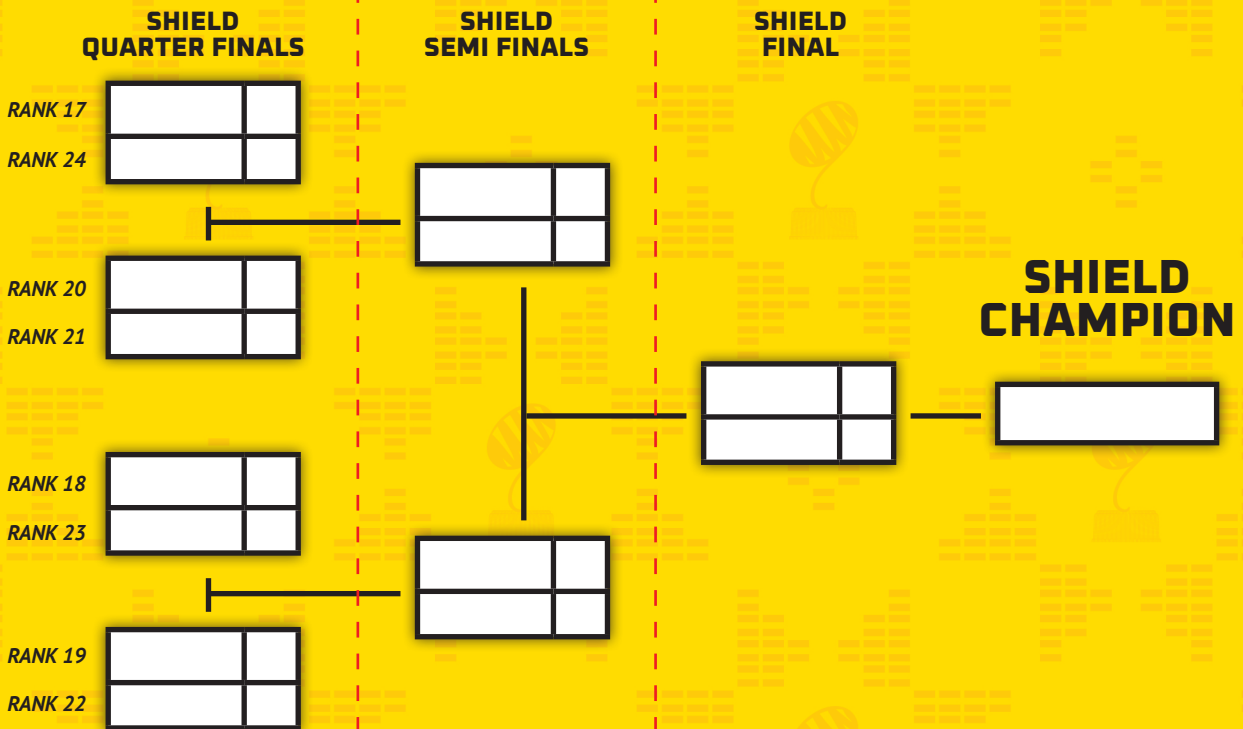 SHIELD
QUARTER FINALS
SHIELD
SEMI FINALS
SHIELD
FINAL
RANK 17
RANK 24
RANK 20
RANK 21
SHIELD
CHAMPION
RANK 18
RANK 23
RANK 19
RANK 22